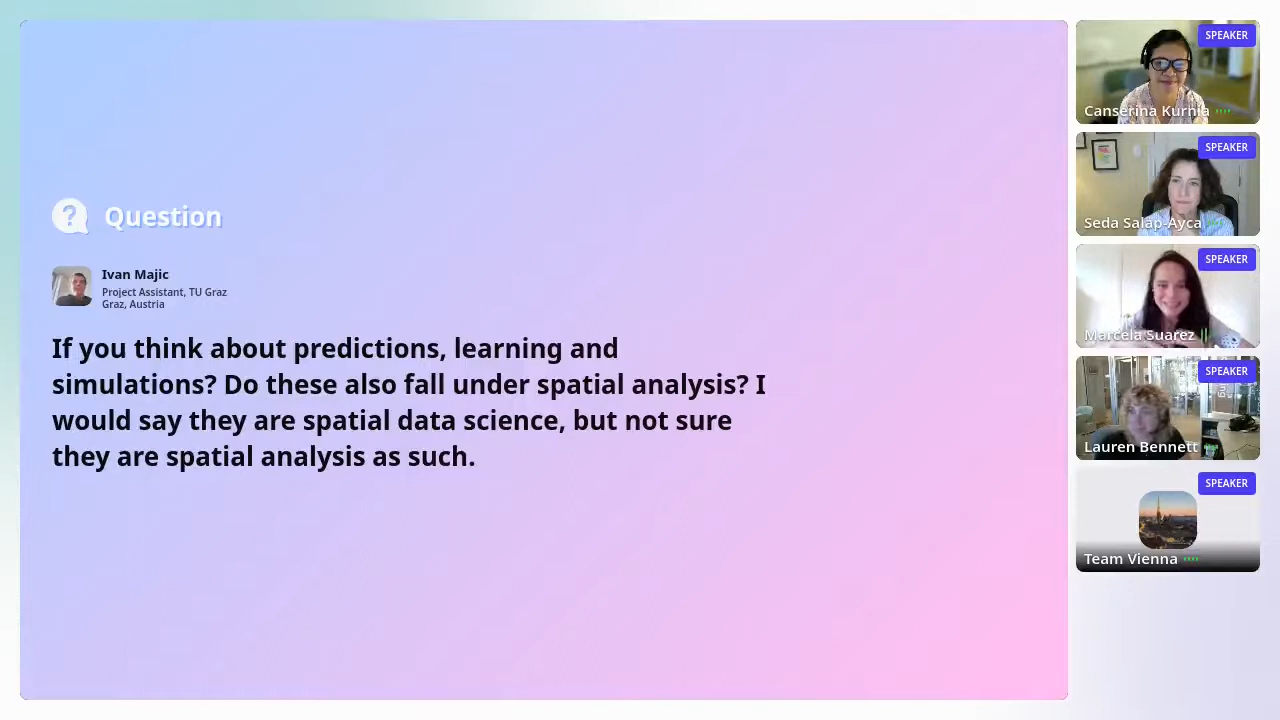 Question
Ivan Majic
Project Assistant, TU Graz
Graz, Austria
If you think about predictions, learning and
simulations? Do these also fall under spatial analysis? I
would say they are spatial data science, but not sure
they are spatial analysis as such.
SPEAKER
Canserina Kurnia
SPEAKER
Seda Salap-Ayca
SPEAKER
Marcela Suarez
SPEAKER
Lauren Bennett
SPEAKER
Team Vienna